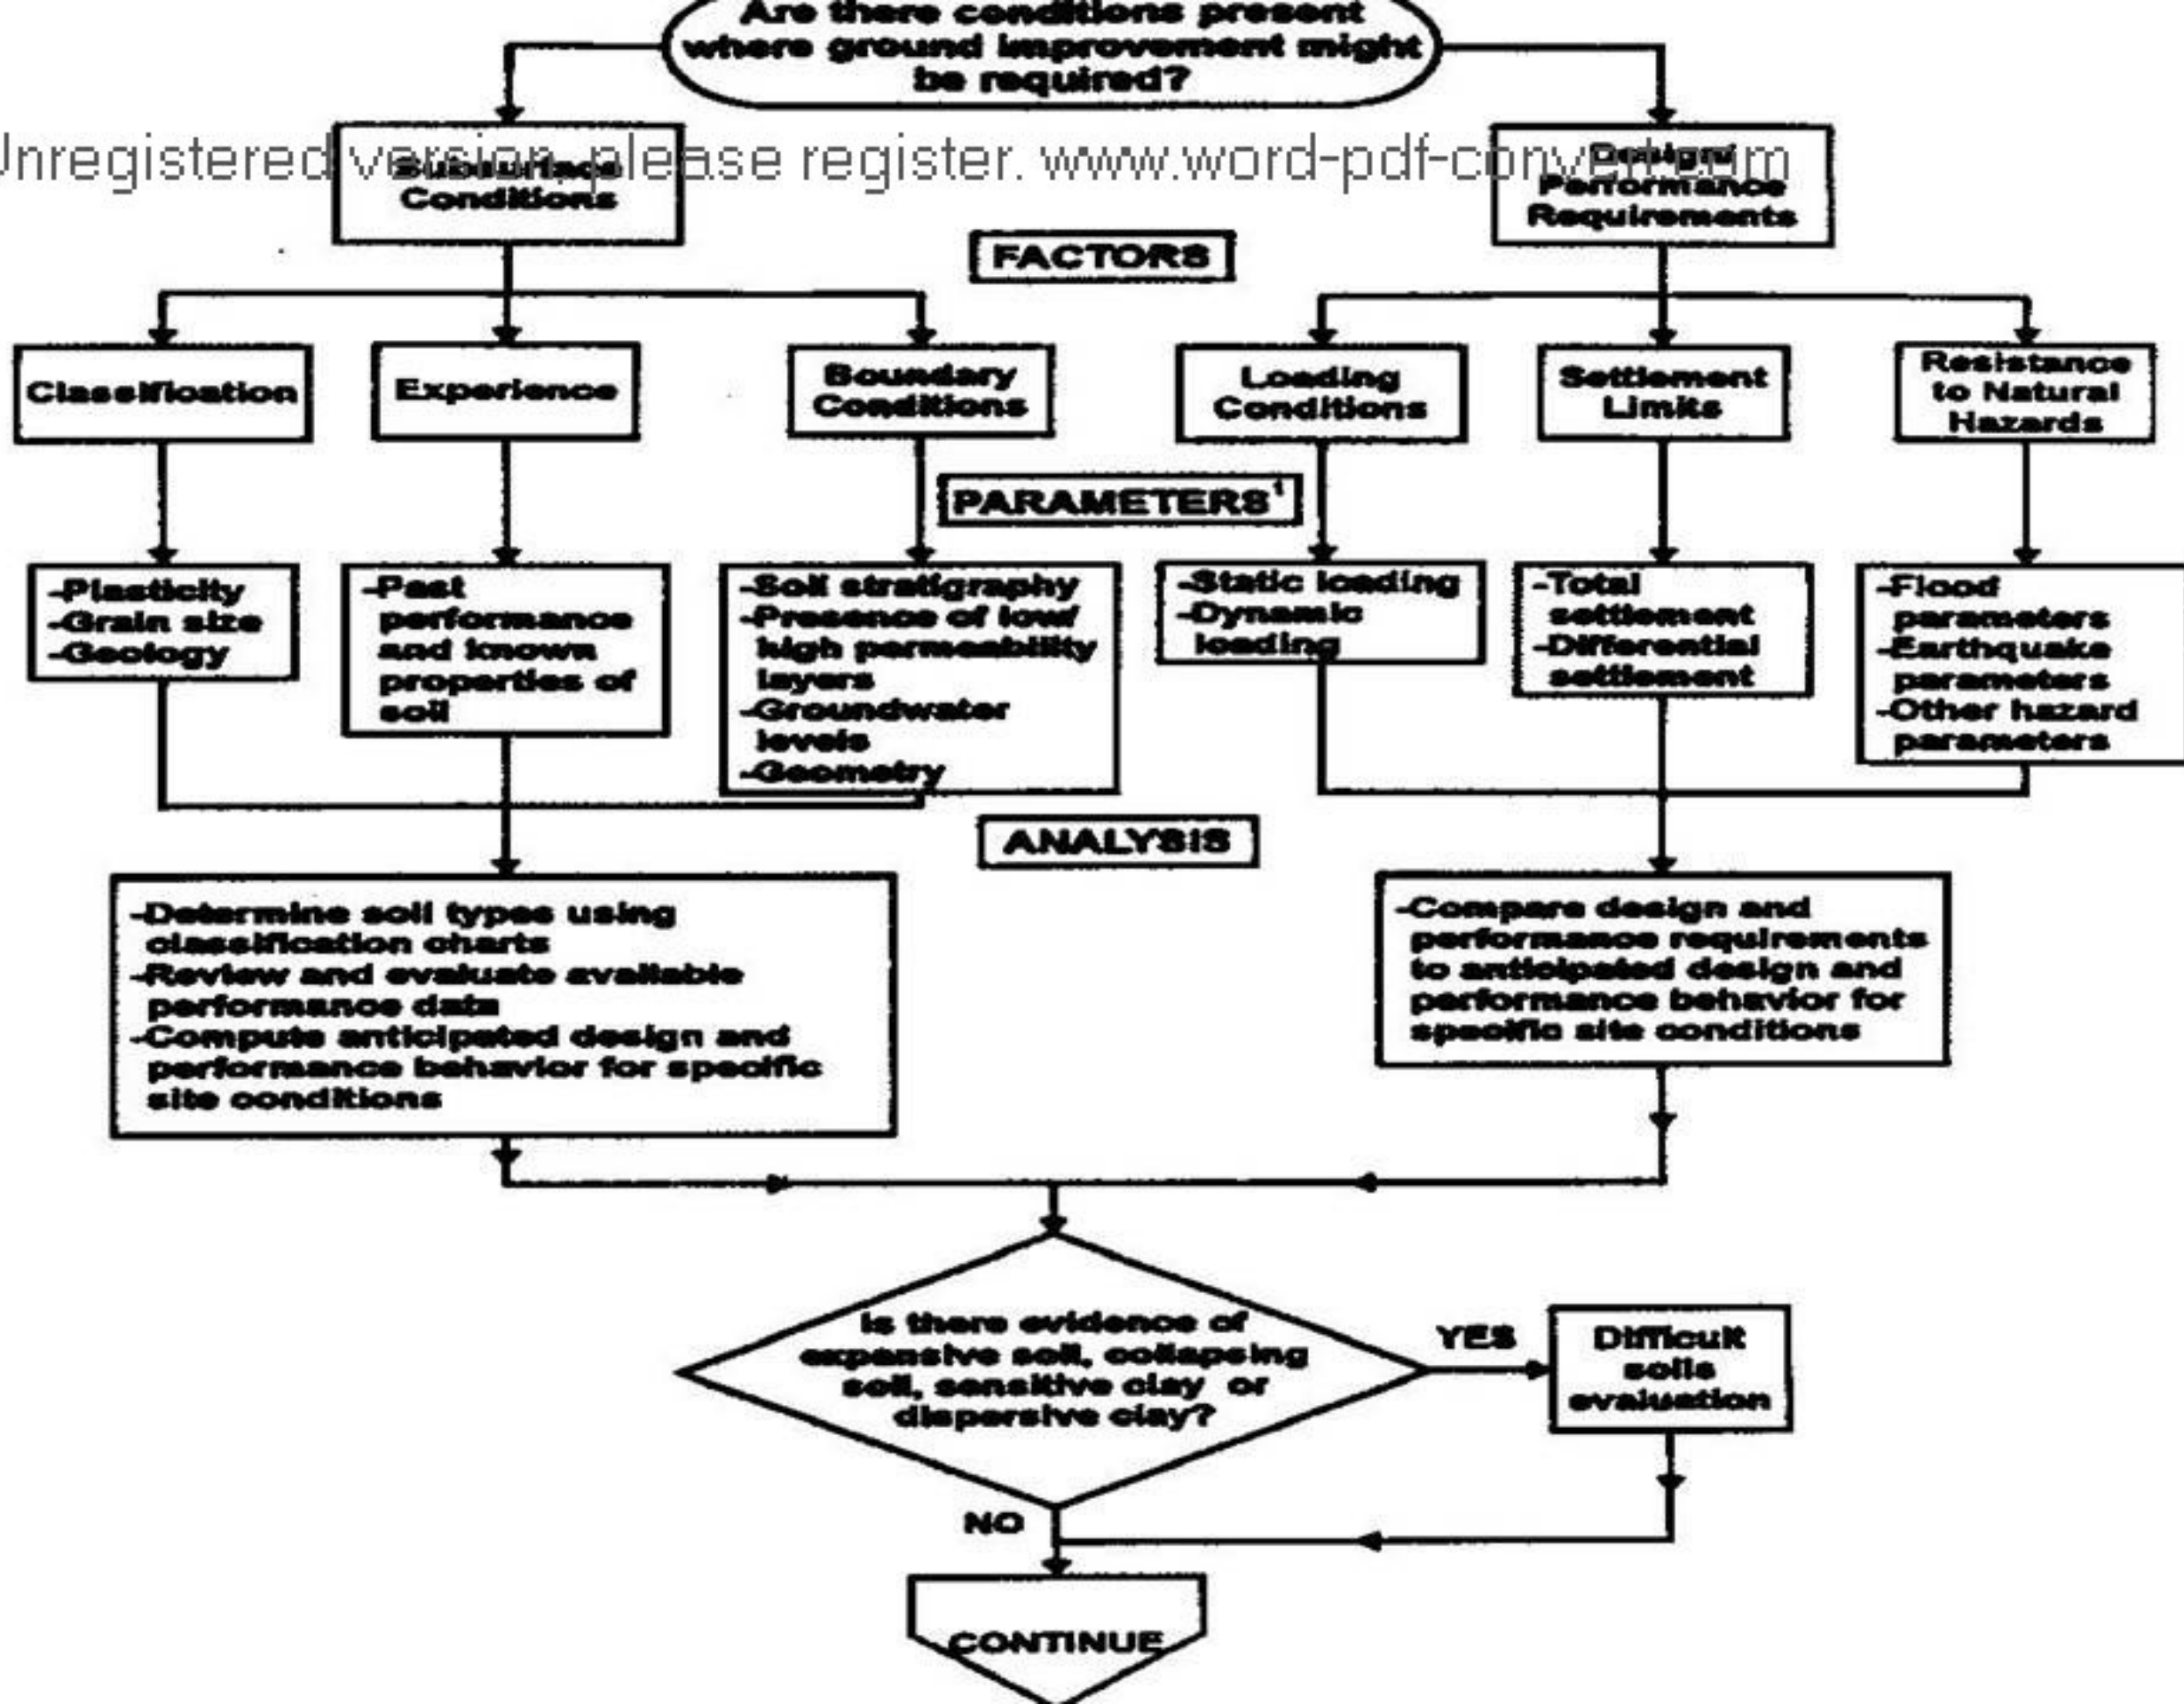 Are there conditions present
where ground improvement might
be required?
Unregistered version, please register. www.word-pdf-convert.com
Subsurface
Conditions
Design/
Performance
Requirements
FACTORS
Classification
Experience
Boundary
Conditions
Loading
Conditions
Settlement
Limits
Resistance
to Natural
Hazards
PARAMETERS¹
-Plasticity
-Grain size
-Geology
-Past
performance
and known
properties of
soil
-Soil stratigraphy
-Presence of low/
high permeability
layers
-Groundwater
levels
-Geometry
-Static loading
-Dynamic
loading
-Total
settlement
-Differential
settlement
-Flood
parameters
-Earthquake
parameters
-Other hazard
parameters
ANALYSIS
-Determine soil types using
classification charts
-Review and evaluate available
performance data
-Compute anticipated design and
performance behavior for specific
site conditions
-Compare design and
performance requirements
to anticipated design and
performance behavior for
specific site conditions
Is there evidence of
expansive soil, collapsing
soil, sensitive clay or
dispersive clay?
YES
Difficult
soils
evaluation
NO
CONTINUE